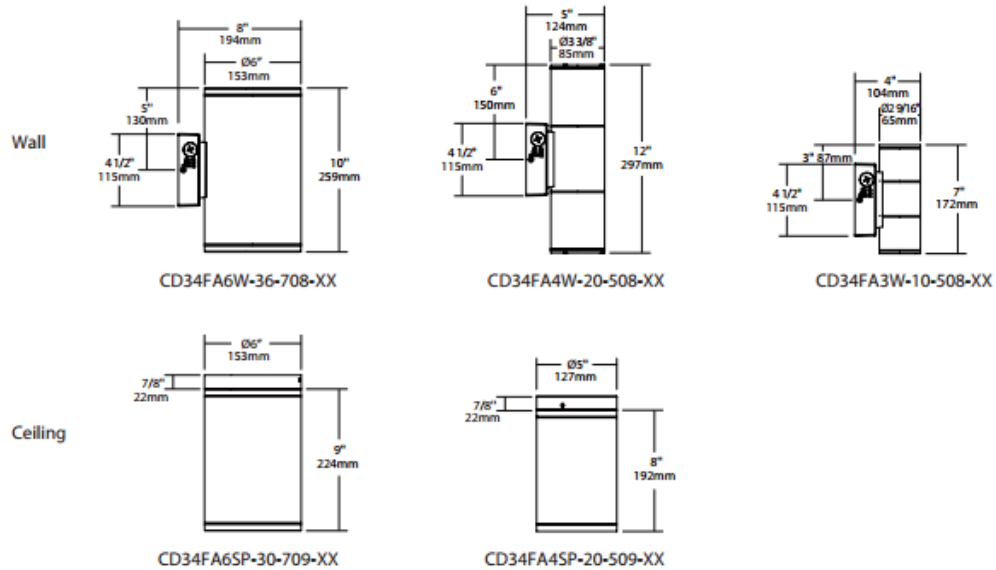 Wall
8"
194mm
Ø6"
153mm
5"
130mm
4 1/2"
115mm
10"
259mm
CD34FA6W-36-708-XX
5"
124mm
Ø3 3/8"
85mm
6"
150mm
4 1/2"
115mm
12"
297mm
CD34FA4W-20-508-XX
4"
104mm
Ø2 9/16"
65mm
3" 87mm
4 1/2"
115mm
7"
172mm
CD34FA3W-10-508-XX
Ceiling
Ø6"
153mm
7/8"
22mm
9"
224mm
CD34FA6SP-30-709-XX
Ø5"
127mm
7/8"
22mm
8"
192mm
CD34FA4SP-20-509-XX